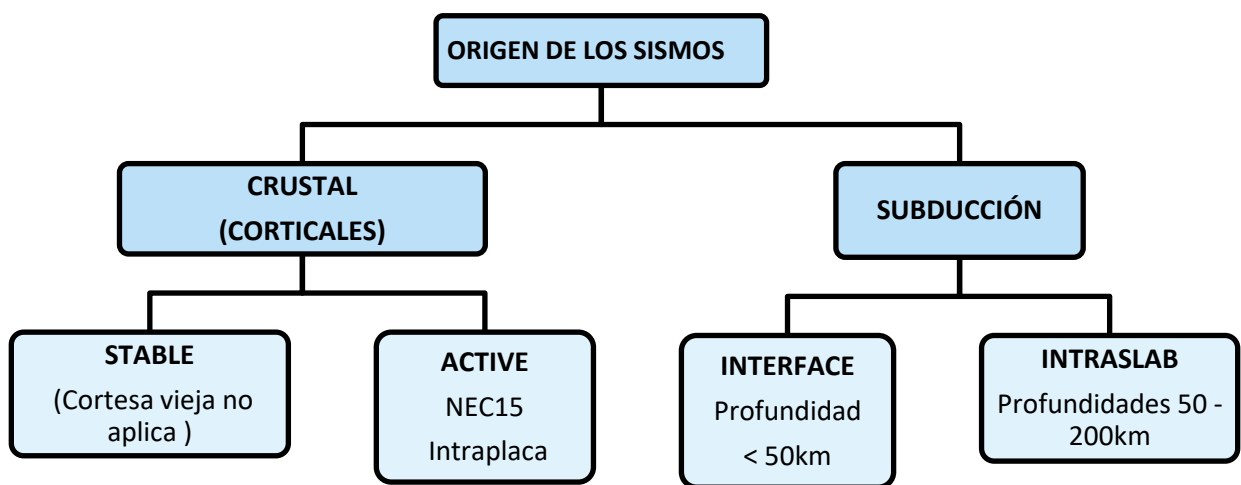 ORIGEN DE LOS SISMOS
CRUSTAL
(CORTICALES)
SUBDUCCIÓN
STABLE
(Cortesa vieja no
aplica )
ACTIVE
NEC15
Intraplaca
INTERFACE
Profundidad
< 50km
INTRASLAB
Profundidades 50 -
200km